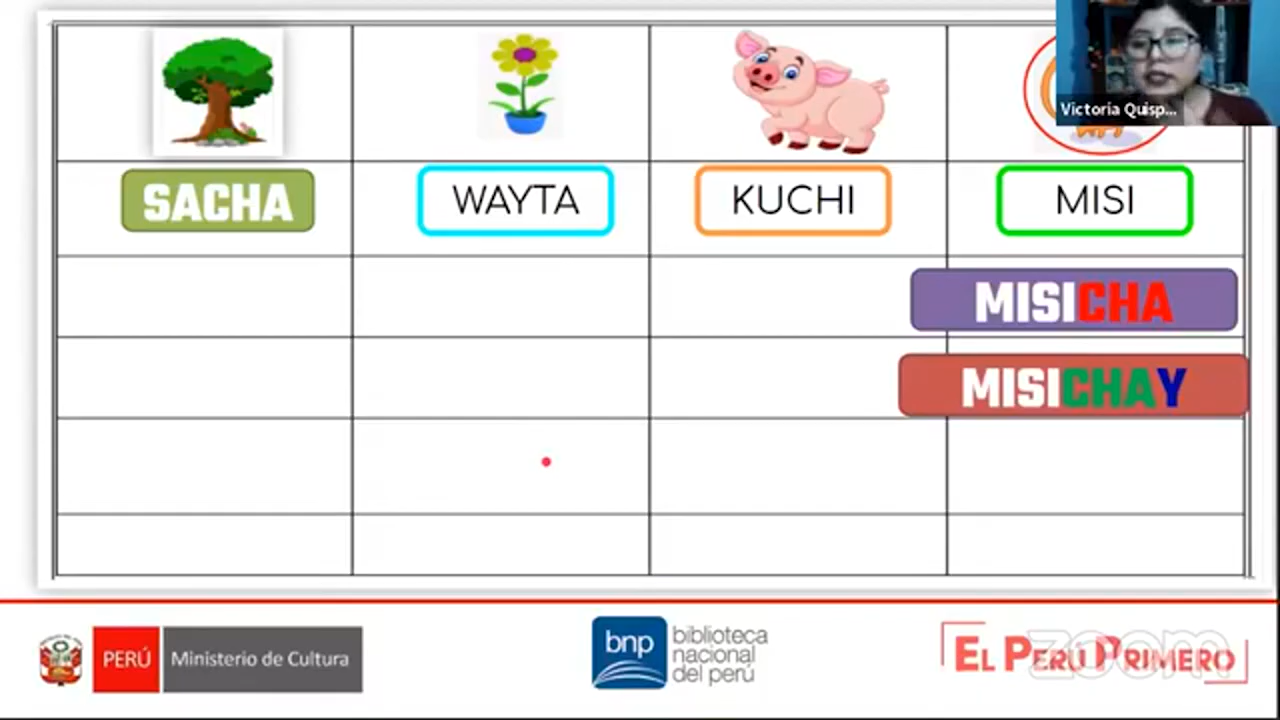 Victoria Quisp...
SACHA
WAYTA
KUCHI
MISI
MISICHA
MISICHAY
PERÚ
Ministerio de Cultura
bnp
biblioteca
nacional
del perú
EL PERÚ PRIMERO
zoom